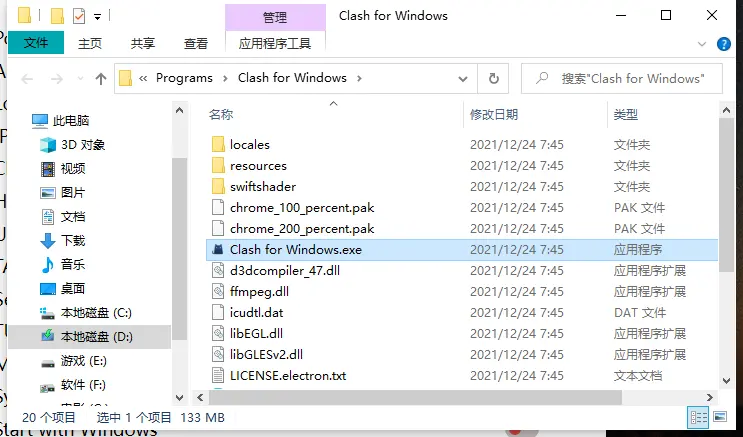 管理
Clash for Windows
文件
主页
共享
查看
应用程序工具
« Programs › Clash for Windows ›
搜索"Clash for Windows"
此电脑
3D 对象
视频
图片
文档
下载
音乐
桌面
本地磁盘 (C:)
本地磁盘 (D:)
游戏 (E:)
软件 (F:)
名称 修改日期 类型
locales 2021/12/24 7:45 文件夹
resources 2021/12/24 7:45 文件夹
swiftshader 2021/12/24 7:45 文件夹
chrome_100_percent.pak 2021/12/24 7:45 PAK 文件
chrome_200_percent.pak 2021/12/24 7:45 PAK 文件
Clash for Windows.exe 2021/12/24 7:45 应用程序
d3dcompiler_47.dll 2021/12/24 7:45 应用程序扩展
ffmpeg.dll 2021/12/24 7:45 应用程序扩展
icudtl.dat 2021/12/24 7:45 DAT 文件
libEGL.dll 2021/12/24 7:45 应用程序扩展
libGLESv2.dll 2021/12/24 7:45 应用程序扩展
LICENSE.electron.txt 2021/12/24 7:45 文本文档
20 个项目 选中 1 个项目 133 MB
Start with Windows